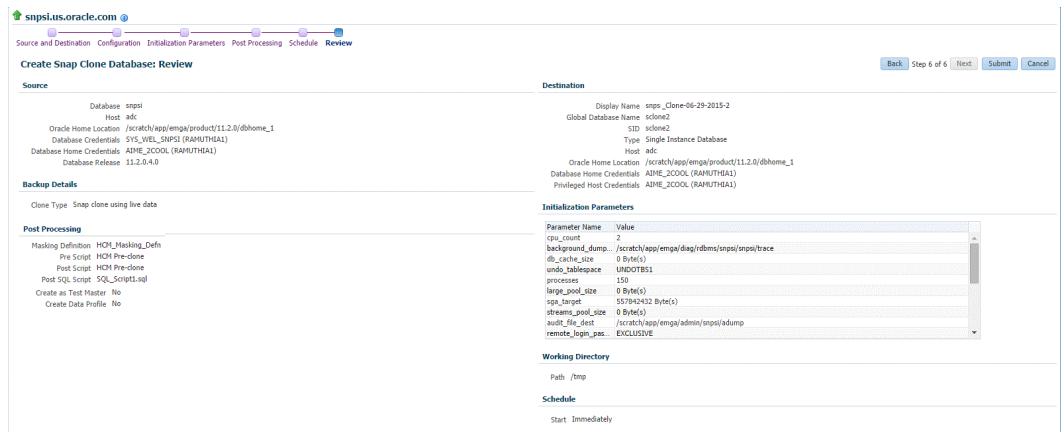 snpsi.us.oracle.com
Source and Destination Configuration Initialization Parameters Post Processing Schedule Review
Create Snap Clone Database: Review
Back Step 6 of 6 Next Submit Cancel
Source
Database snpsi
Host adc
Oracle Home Location /scratch/app/emga/product/11.2.0/dbhome_1
Database Credentials SYS_WEL_SNPSI (RAMUTHIA1)
Database Home Credentials AIME_2COOL (RAMUTHIA1)
Database Release 11.2.0.4.0
Backup Details
Clone Type Snap clone using live data
Post Processing
Masking Definition HCM_Masking_Defn
Pre Script HCM Pre-clone
Post Script HCM Pre-clone
Post SQL Script SQL_Script1.sql
Create as Test Master No
Create Data Profile No
Destination
Display Name snps _Clone-06-29-2015-2
Global Database Name sclone2
SID sclone2
Type Single Instance Database
Host adc
Oracle Home Location /scratch/app/emga/product/11.2.0/dbhome_1
Database Home Credentials AIME_2COOL (RAMUTHIA1)
Privileged Host Credentials AIME_2COOL (RAMUTHIA1)
Initialization Parameters
Parameter Name Value
cpu_count 2
background_dump... /scratch/app/emga/diag/rdbms/snpsi/snpsi/trace
db_cache_size 0 Byte(s)
undo_tablespace UNDOTBS1
processes 150
large_pool_size 0 Byte(s)
sga_target 557842432 Byte(s)
streams_pool_size 0 Byte(s)
audit_file_dest /scratch/app/emga/admin/snpsi/adump
remote_login_pas... EXCLUSIVE
Working Directory
Path /tmp
Schedule
Start Immediately